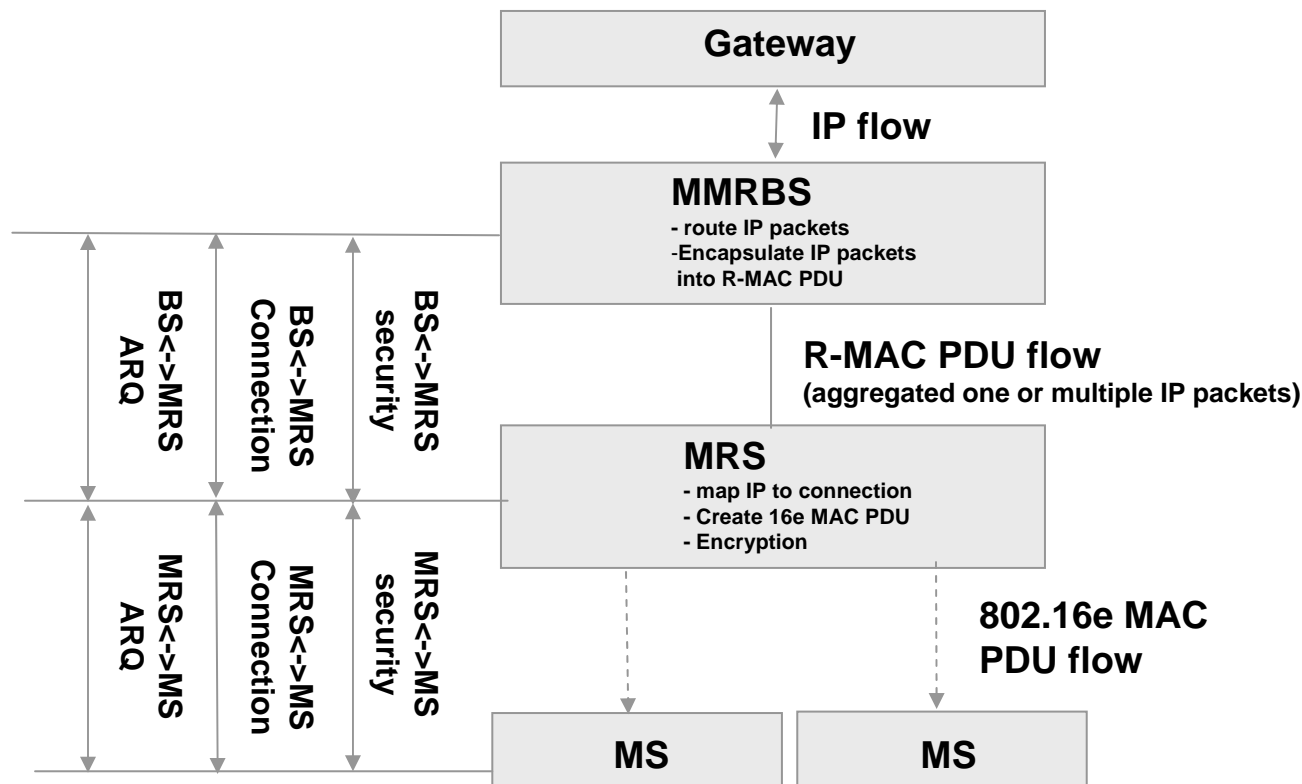 Gateway
IP flow
MMRBS
- route IP packets
-Encapsulate IP packets
into R-MAC PDU
BS<->MRS
ARQ
BS<->MRS
Connection
BS<->MRS
security
R-MAC PDU flow
(aggregated one or multiple IP packets)
MRS
- map IP to connection
- Create 16e MAC PDU
- Encryption
MRS<->MS
ARQ
MRS<->MS
Connection
MRS<->MS
security
802.16e MAC
PDU flow
MS
MS